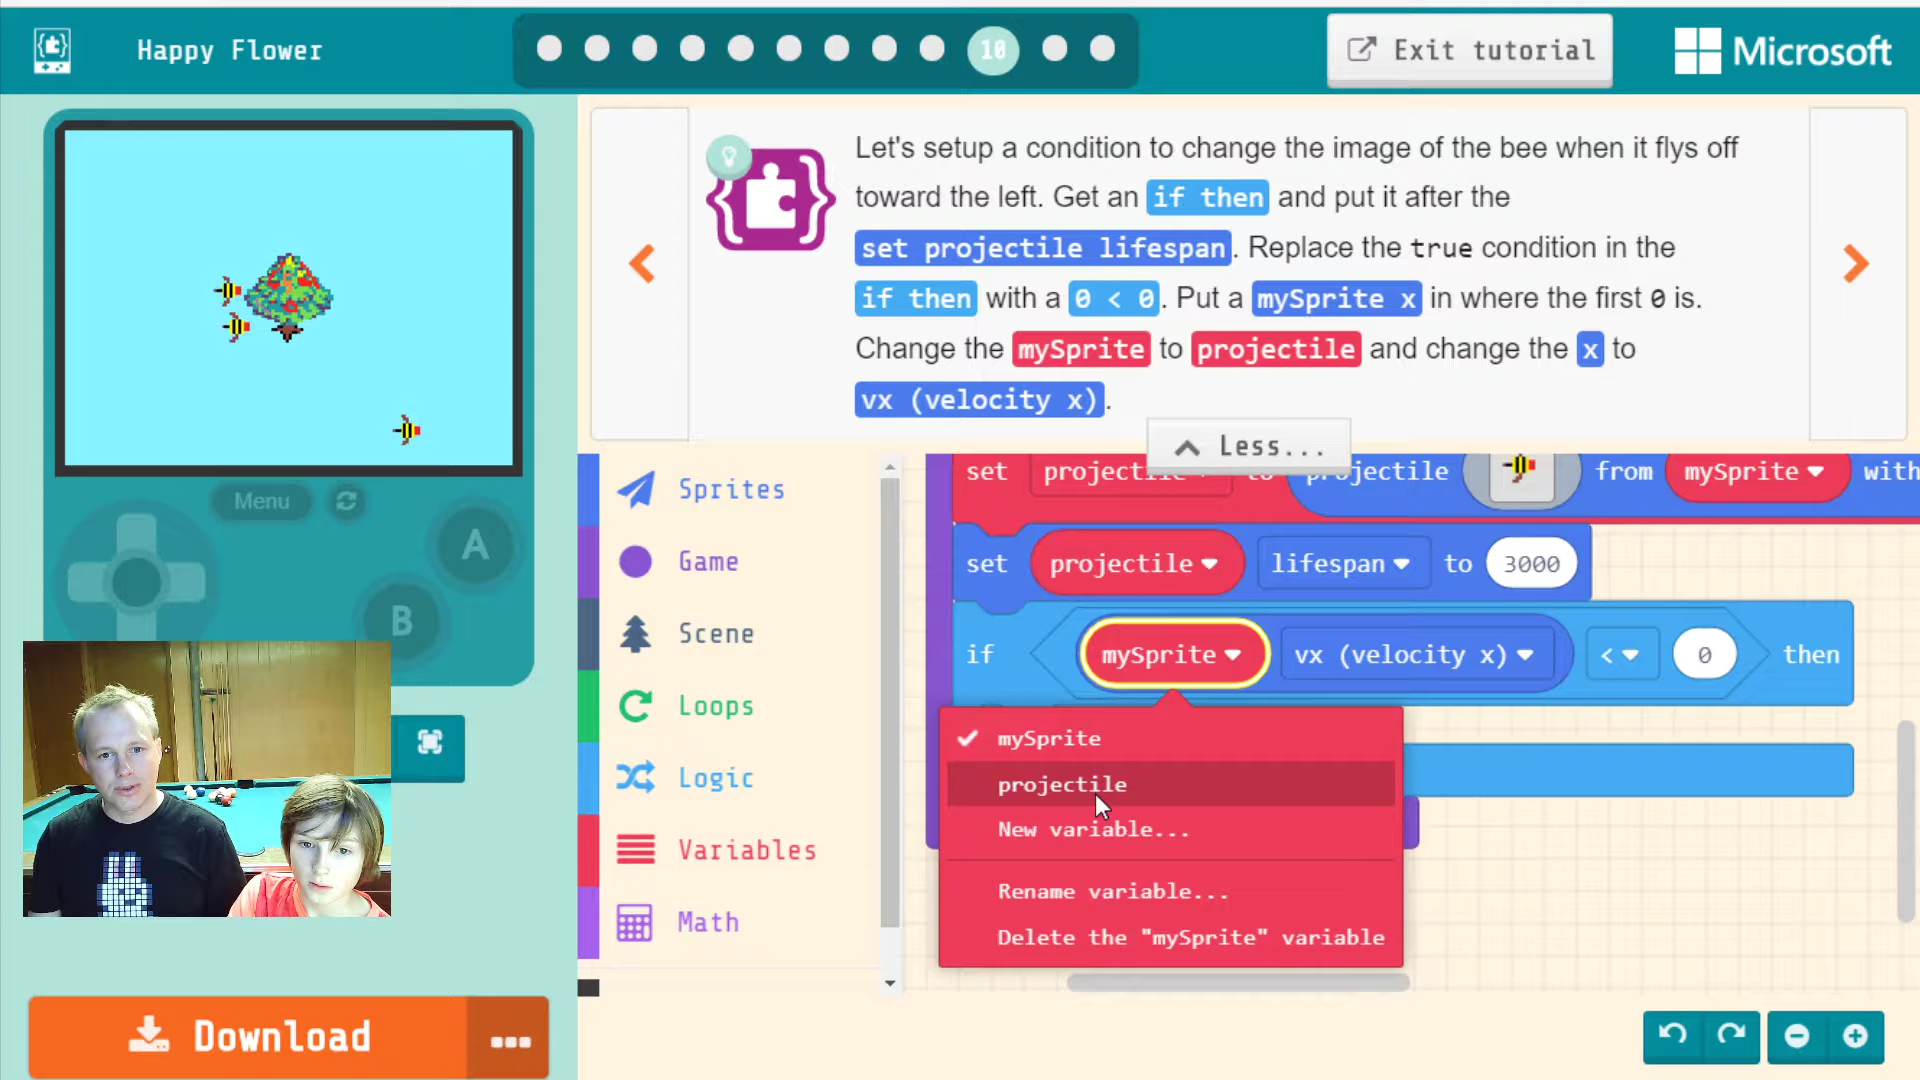 Happy Flower
10
Exit tutorial
Microsoft
Let's setup a condition to change the image of the bee when it flys off
toward the left. Get an if then and put it after the
set projectile lifespan. Replace the true condition in the
if then with a 0 < 0. Put a mySprite x in where the first 0 is.
Change the mySprite to projectile and change the x to
vx (velocity x).
Less...
Menu
A
B
Download
Sprites
Game
Scene
Loops
Logic
Variables
Math
set projectile to projectile from mySprite with
set projectile lifespan to 3000
if mySprite vx (velocity x) < 0 then
mySprite
projectile
New variable...
Rename variable...
Delete the "mySprite" variable